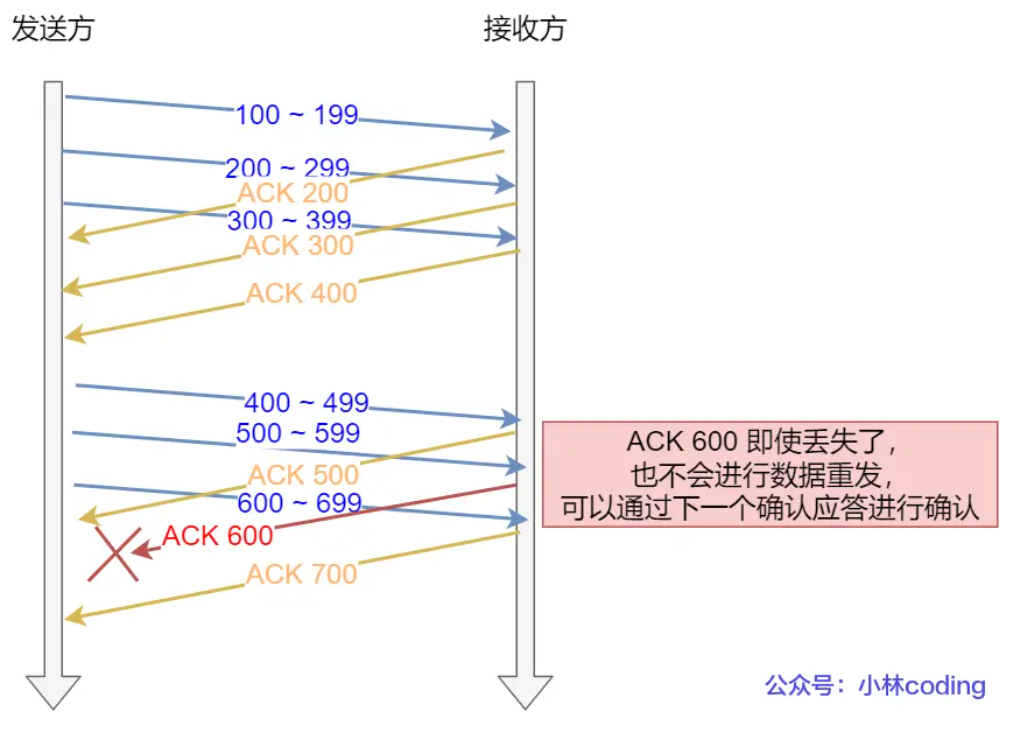 发送方
接收方
100 ~ 199
200 ~ 299
ACK 200
300 ~ 399
ACK 300
ACK 400
400 ~ 499
500 ~ 599
ACK 500
600 ~ 699
ACK 600
ACK 700
ACK 600 即使丢失了，
也不会进行数据重发，
可以通过下一个确认应答进行确认
公众号：小林coding